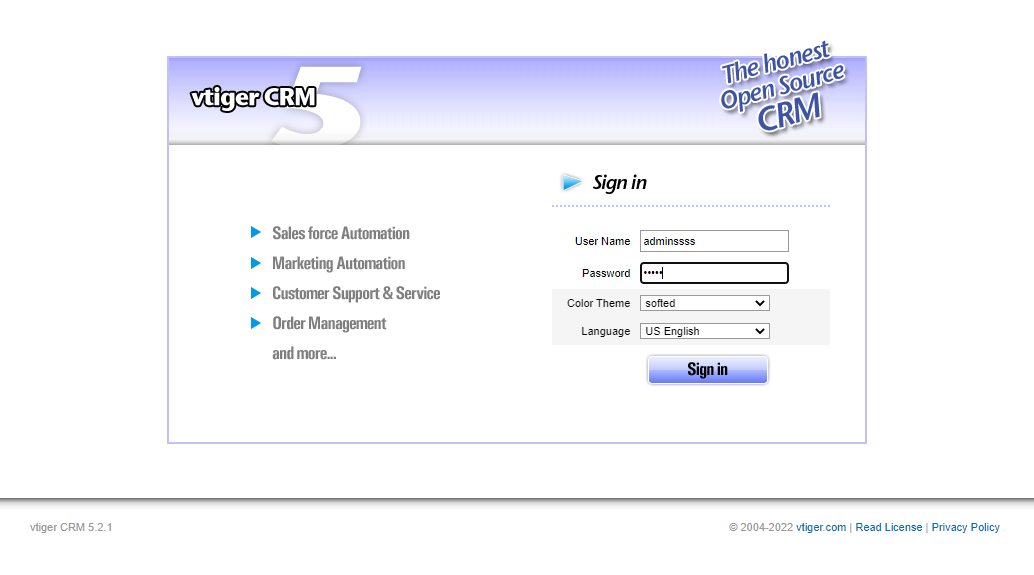 vtiger CRM 5
The honest
Open Source
CRM
Sign in
Sales force Automation
Marketing Automation
Customer Support & Service
Order Management
and more...
User Name adminssss
Password •••••
Color Theme softed
Language US English
Sign in
vtiger CRM 5.2.1
© 2004-2022 vtiger.com | Read License | Privacy Policy